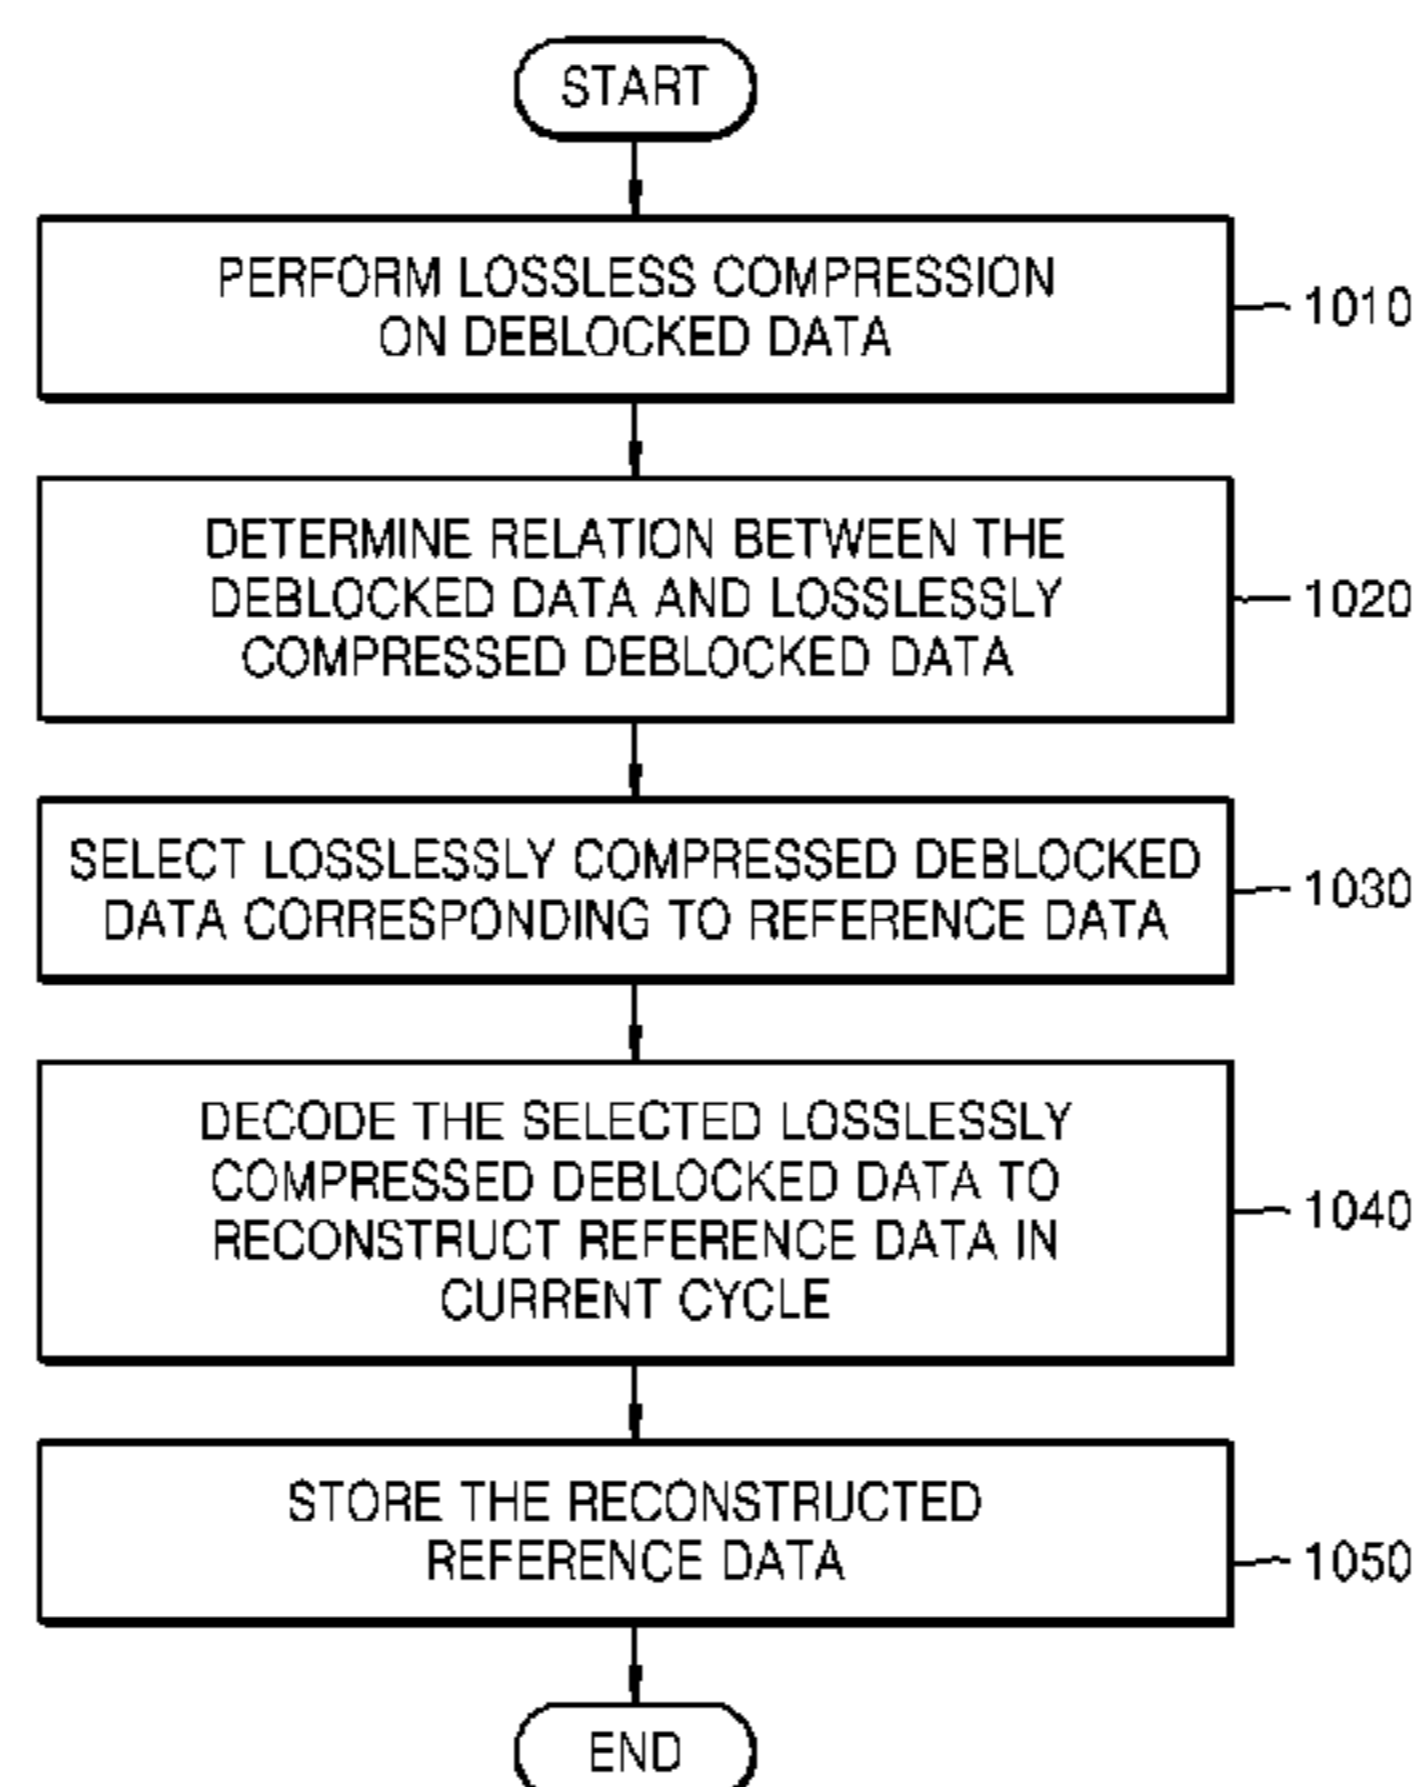 START
PERFORM LOSSLESS COMPRESSION
ON DEBLOCKED DATA
1010
DETERMINE RELATION BETWEEN THE
DEBLOCKED DATA AND LOSSLESSLY
COMPRESSED DEBLOCKED DATA
1020
SELECT LOSSLESSLY COMPRESSED DEBLOCKED
DATA CORRESPONDING TO REFERENCE DATA
1030
DECODE THE SELECTED LOSSLESSLY
COMPRESSED DEBLOCKED DATA TO
RECONSTRUCT REFERENCE DATA IN
CURRENT CYCLE
1040
STORE THE RECONSTRUCTED
REFERENCE DATA
1050
END